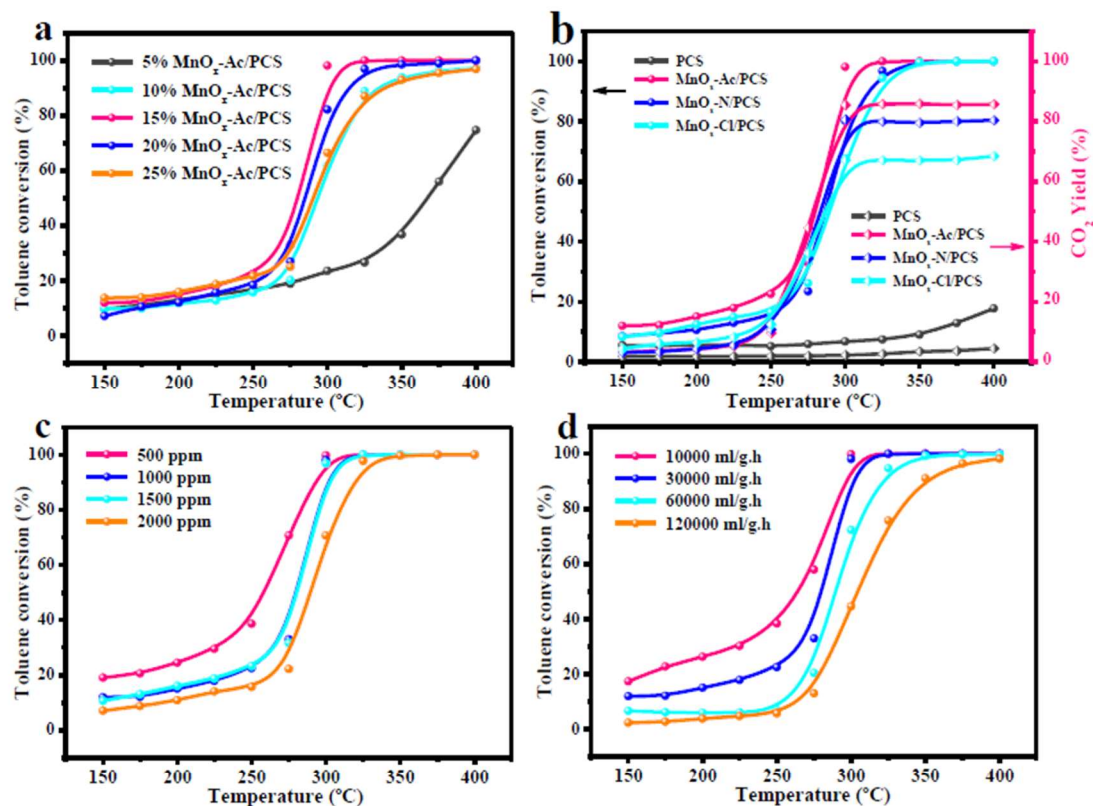 a
5% MnOx-Ac/PCS
10% MnOx-Ac/PCS
15% MnOx-Ac/PCS
20% MnOx-Ac/PCS
25% MnOx-Ac/PCS
Toluene conversion (%)
100
80
60
40
20
0
150 200 250 300 350 400
Temperature (°C)
b
PCS
MnOx-Ac/PCS
MnOx-N/PCS
MnOx-Cl/PCS
PCS
MnOx-Ac/PCS
MnOx-N/PCS
MnOx-Cl/PCS
Toluene conversion (%)
100
80
60
40
20
0
CO2 Yield (%)
100
80
60
40
20
0
150 200 250 300 350 400
Temperature (°C)
c
500 ppm
1000 ppm
1500 ppm
2000 ppm
Toluene conversion (%)
100
80
60
40
20
0
150 200 250 300 350 400
Temperature (°C)
d
10000 ml/g.h
30000 ml/g.h
60000 ml/g.h
120000 ml/g.h
Toluene conversion (%)
100
80
60
40
20
0
150 200 250 300 350 400
Temperature (°C)